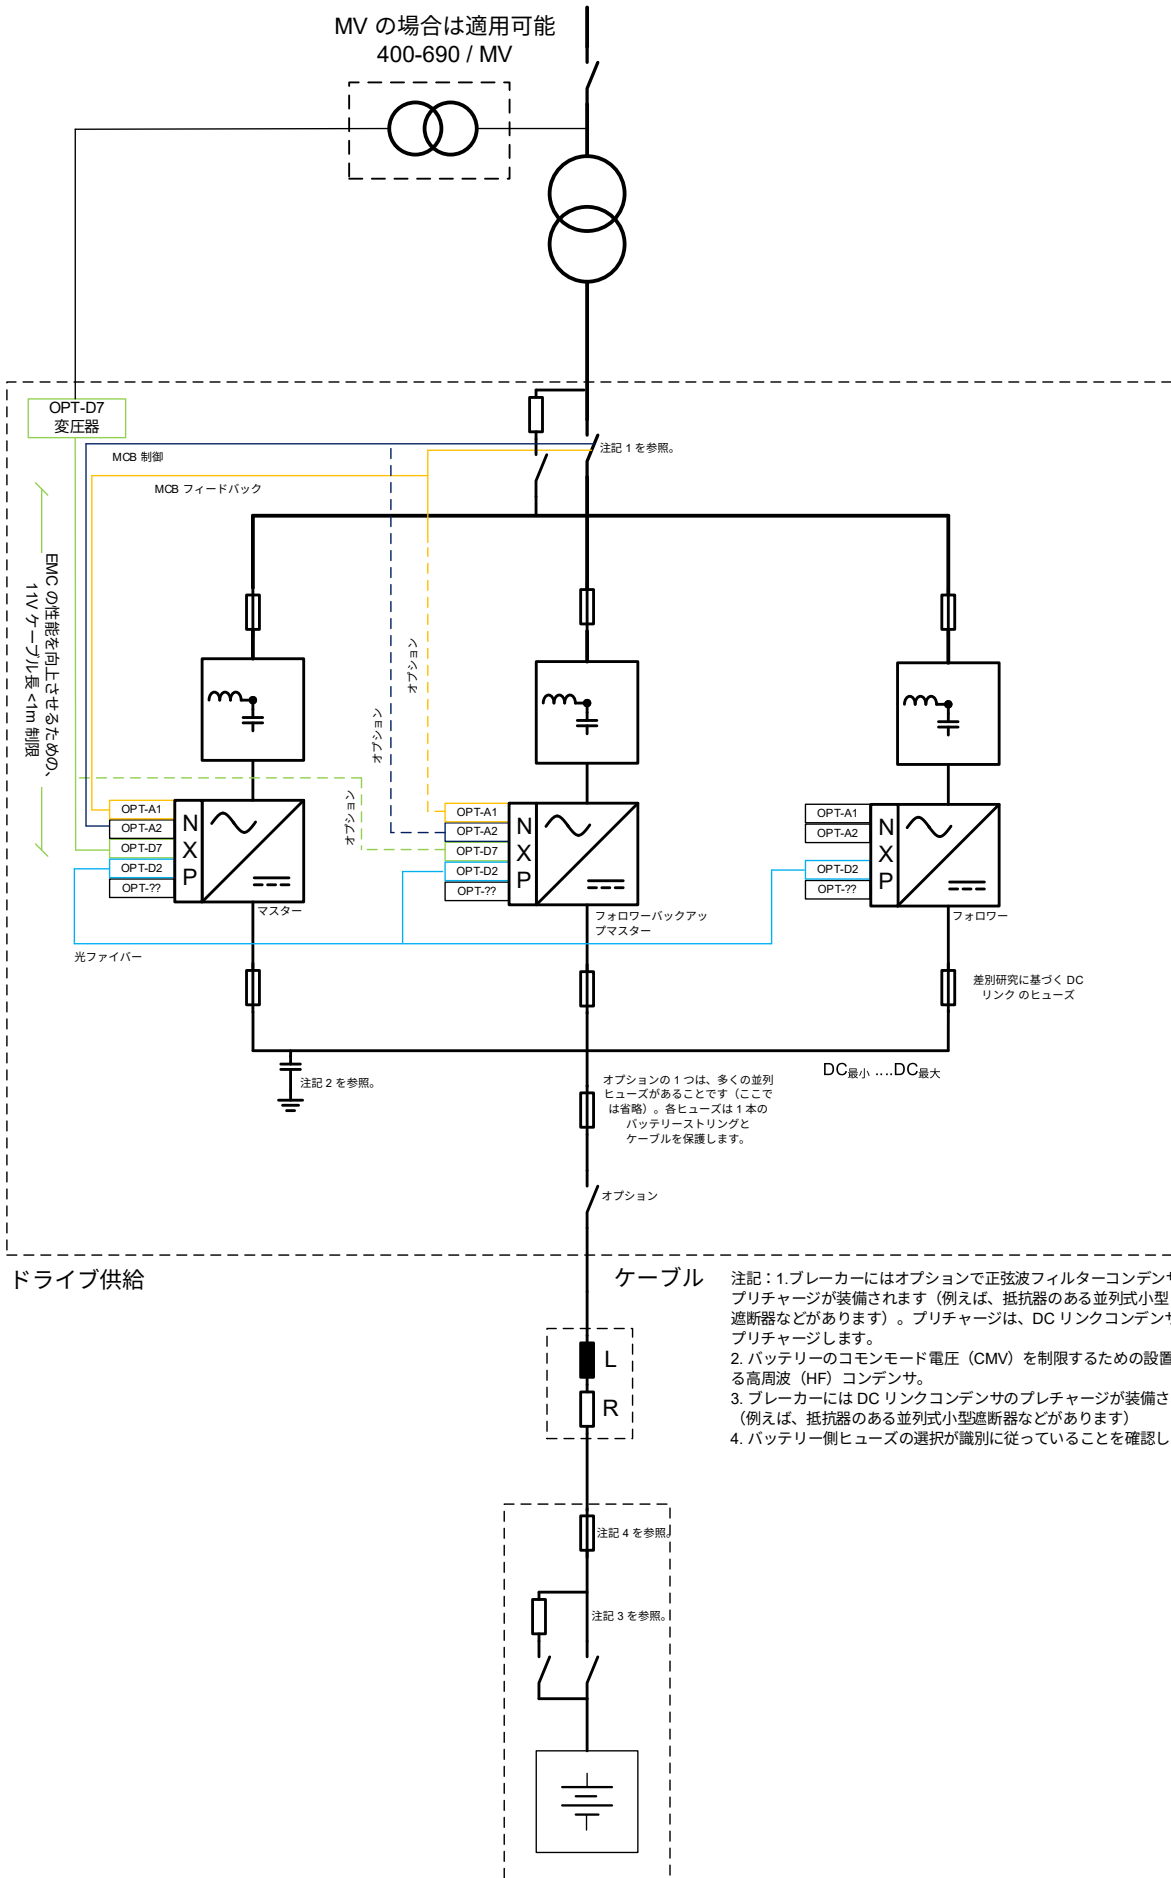 MV の場合は適用可能
400-690 / MV
OPT-D7
変圧器
MCB 制御
注記 1 を参照。
MCB フィードバック
EMC の性能を向上させるための、
11V ケーブル長 <1m 制限
オプション
オプション
オプション
OPT-A1
OPT-A2
OPT-D7
OPT-D2
OPT-??
N
X
P
マスター
OPT-A1
OPT-A2
OPT-D7
OPT-D2
OPT-??
N
X
P
フォロワーバックアッ
プマスター
OPT-A1
OPT-A2
OPT-D2
OPT-??
N
X
P
フォロワー
光ファイバー
差別研究に基づく DC
リンク のヒューズ
注記 2 を参照。
DC最小 ....DC最大
オプションの 1 つは、多くの並列
ヒューズがあることです（ここで
は省略）。各ヒューズは 1 本の
バッテリーストリングと
ケーブルを保護します。
オプション
ドライブ供給
ケーブル
注記：1.ブレーカーにはオプションで正弦波フィルターコンデン
プリチャージが装備されます（例えば、抵抗器のある並列式小型
遮断器などがあります）。プリチャージは、DC リンクコンデン
プリチャージします。
2. バッテリーのコモンモード電圧（CMV）を制限するための設置
る高周波（HF）コンデンサ。
3. ブレーカーには DC リンクコンデンサのプレチャージが装備さ
（例えば、抵抗器のある並列式小型遮断器などがあります）
4. バッテリー側ヒューズの選択が識別に従っていることを確認し
L
R
注記 4 を参照。
注記 3 を参照。